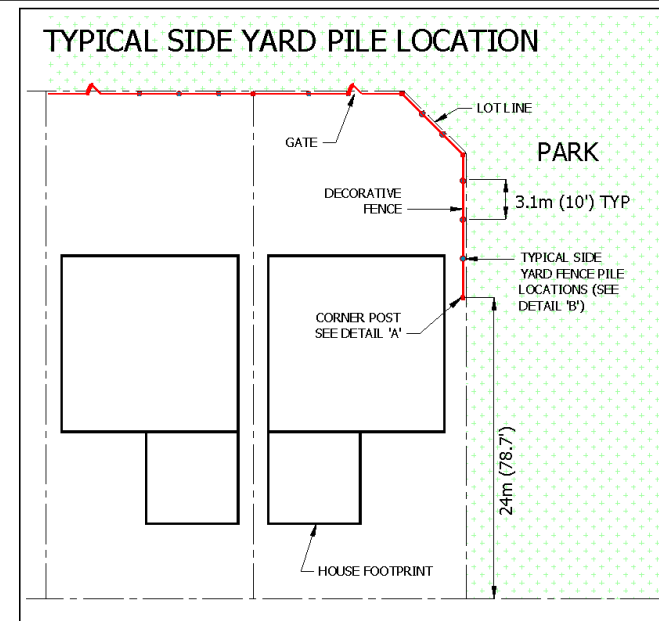 TYPICAL SIDE YARD PILE LOCATION
LOT LINE
GATE
PARK
DECORATIVE
FENCE
3.1m (10') TYP
TYPICAL SIDE
YARD FENCE PILE
LOCATIONS (SEE
DETAIL 'B')
CORNER POST
SEE DETAIL 'A'
24m (78.7')
HOUSE FOOTPRINT